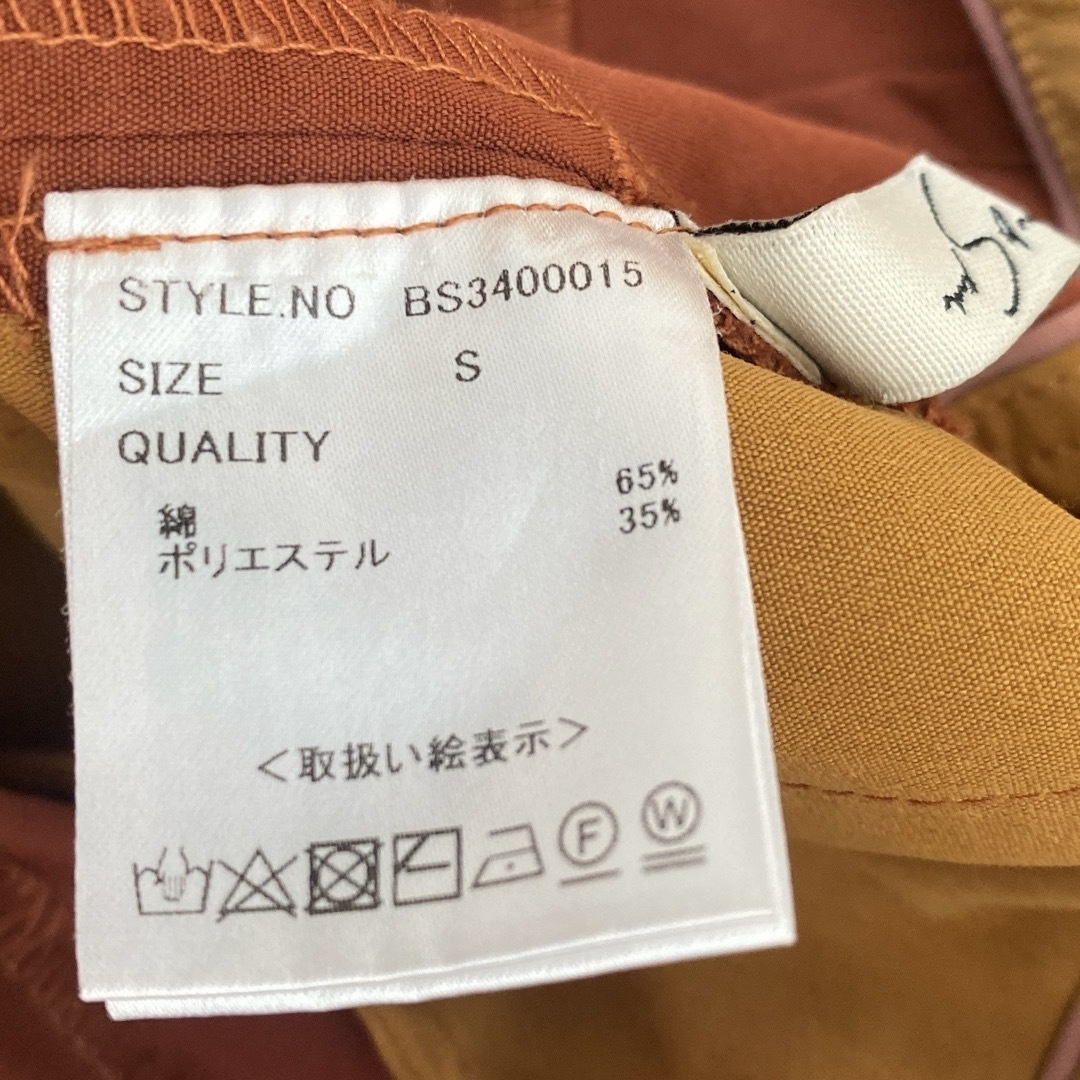 STYLE.NO BS3400015
SIZE S
QUALITY
綿 65%
ポリエステル 35%
＜取扱い絵表示＞
F W